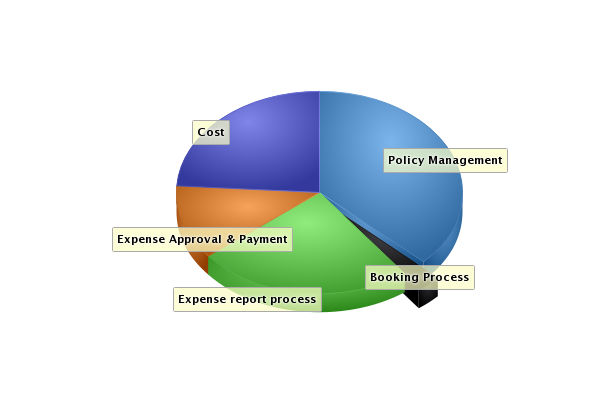 Cost
Policy Management
Expense Approval & Payment
Booking Process
Expense report process